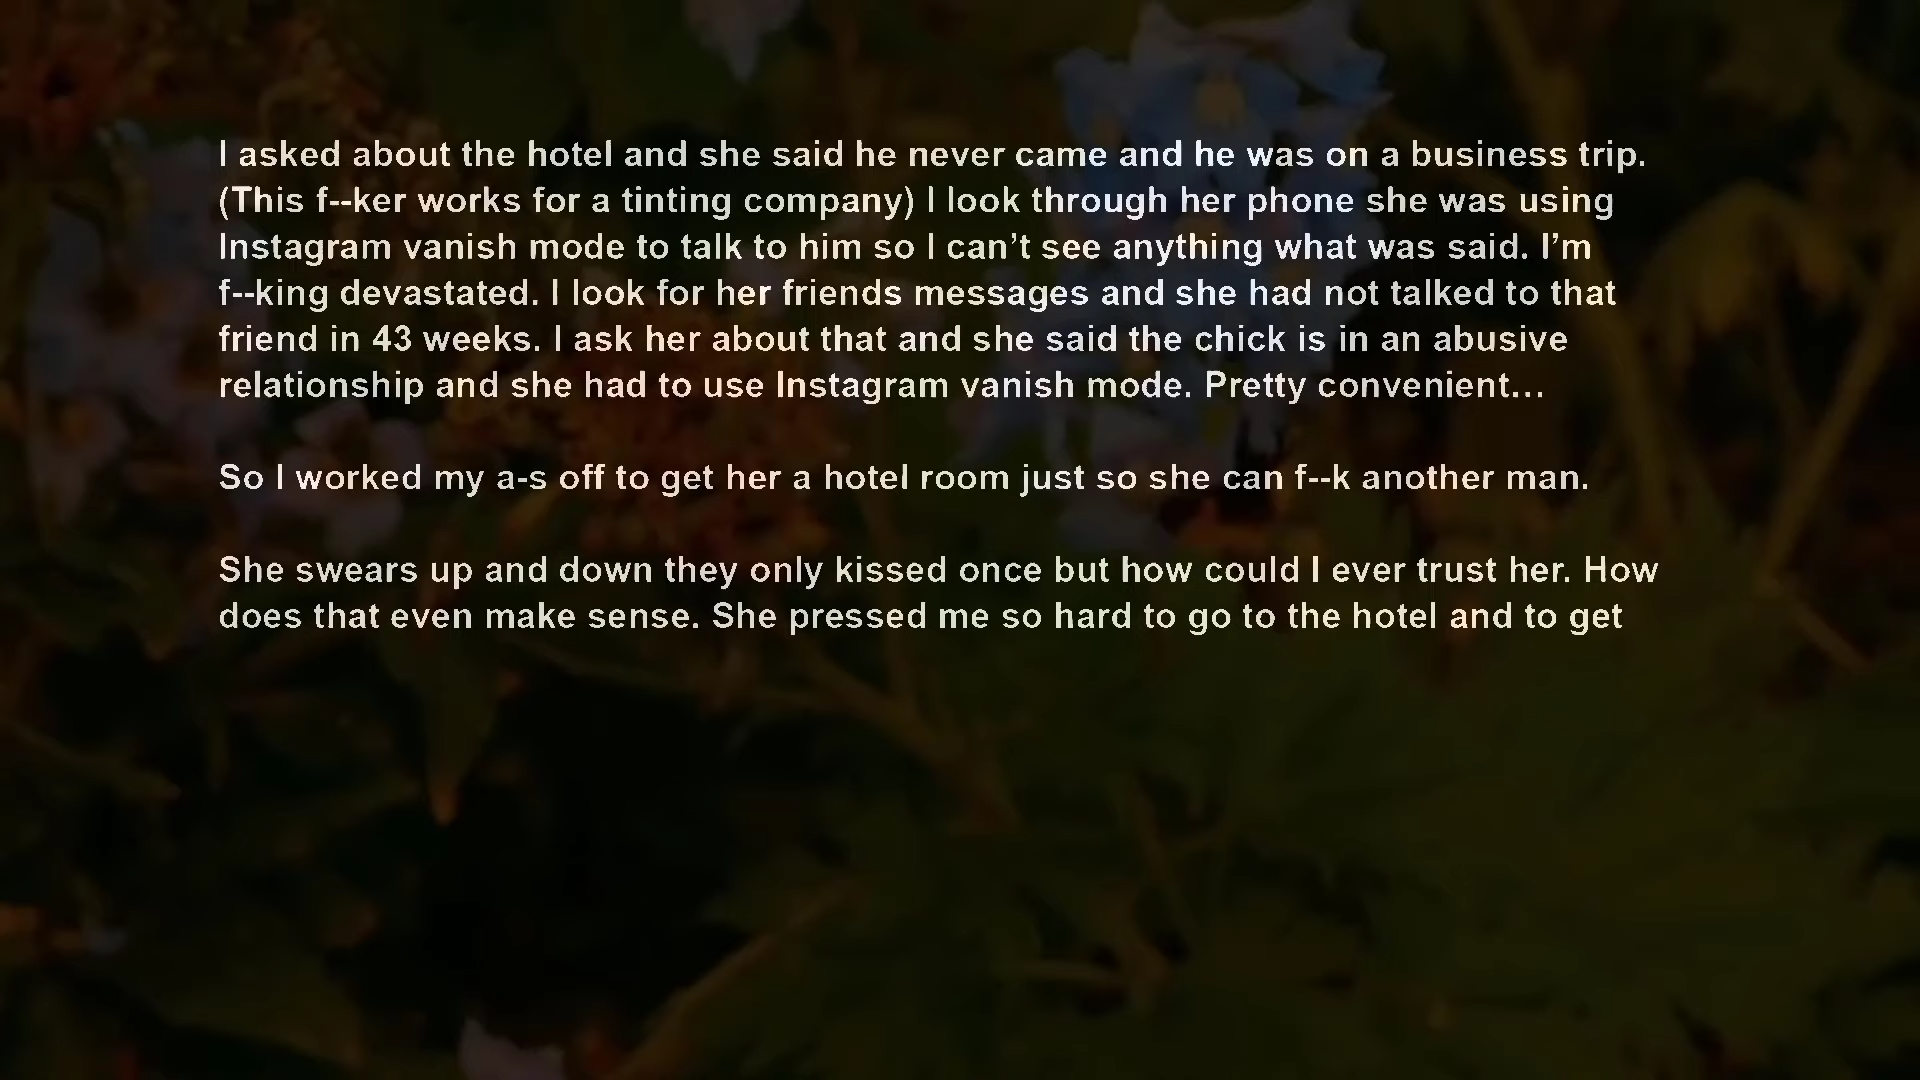 I asked about the hotel and she said he never came and he was on a business trip.
(This f--ker works for a tinting company) I look through her phone she was using
Instagram vanish mode to talk to him so I can’t see anything what was said. I’m
f--king devastated. I look for her friends messages and she had not talked to that
friend in 43 weeks. I ask her about that and she said the chick is in an abusive
relationship and she had to use Instagram vanish mode. Pretty convenient…
So I worked my a-s off to get her a hotel room just so she can f--k another man.
She swears up and down they only kissed once but how could I ever trust her. How
does that even make sense. She pressed me so hard to go to the hotel and to get